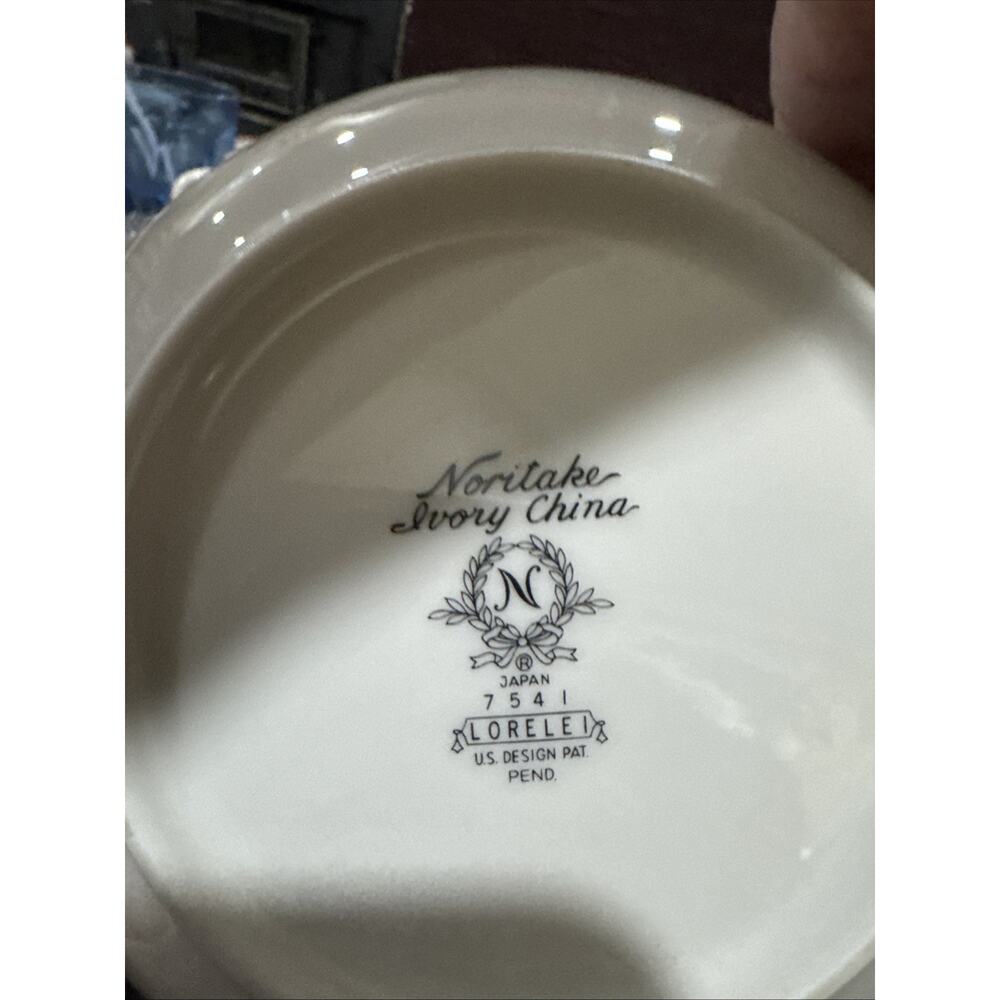 Noritake
Ivory China
N
®
JAPAN
7541
LORELEI
U.S. DESIGN PAT.
PEND.